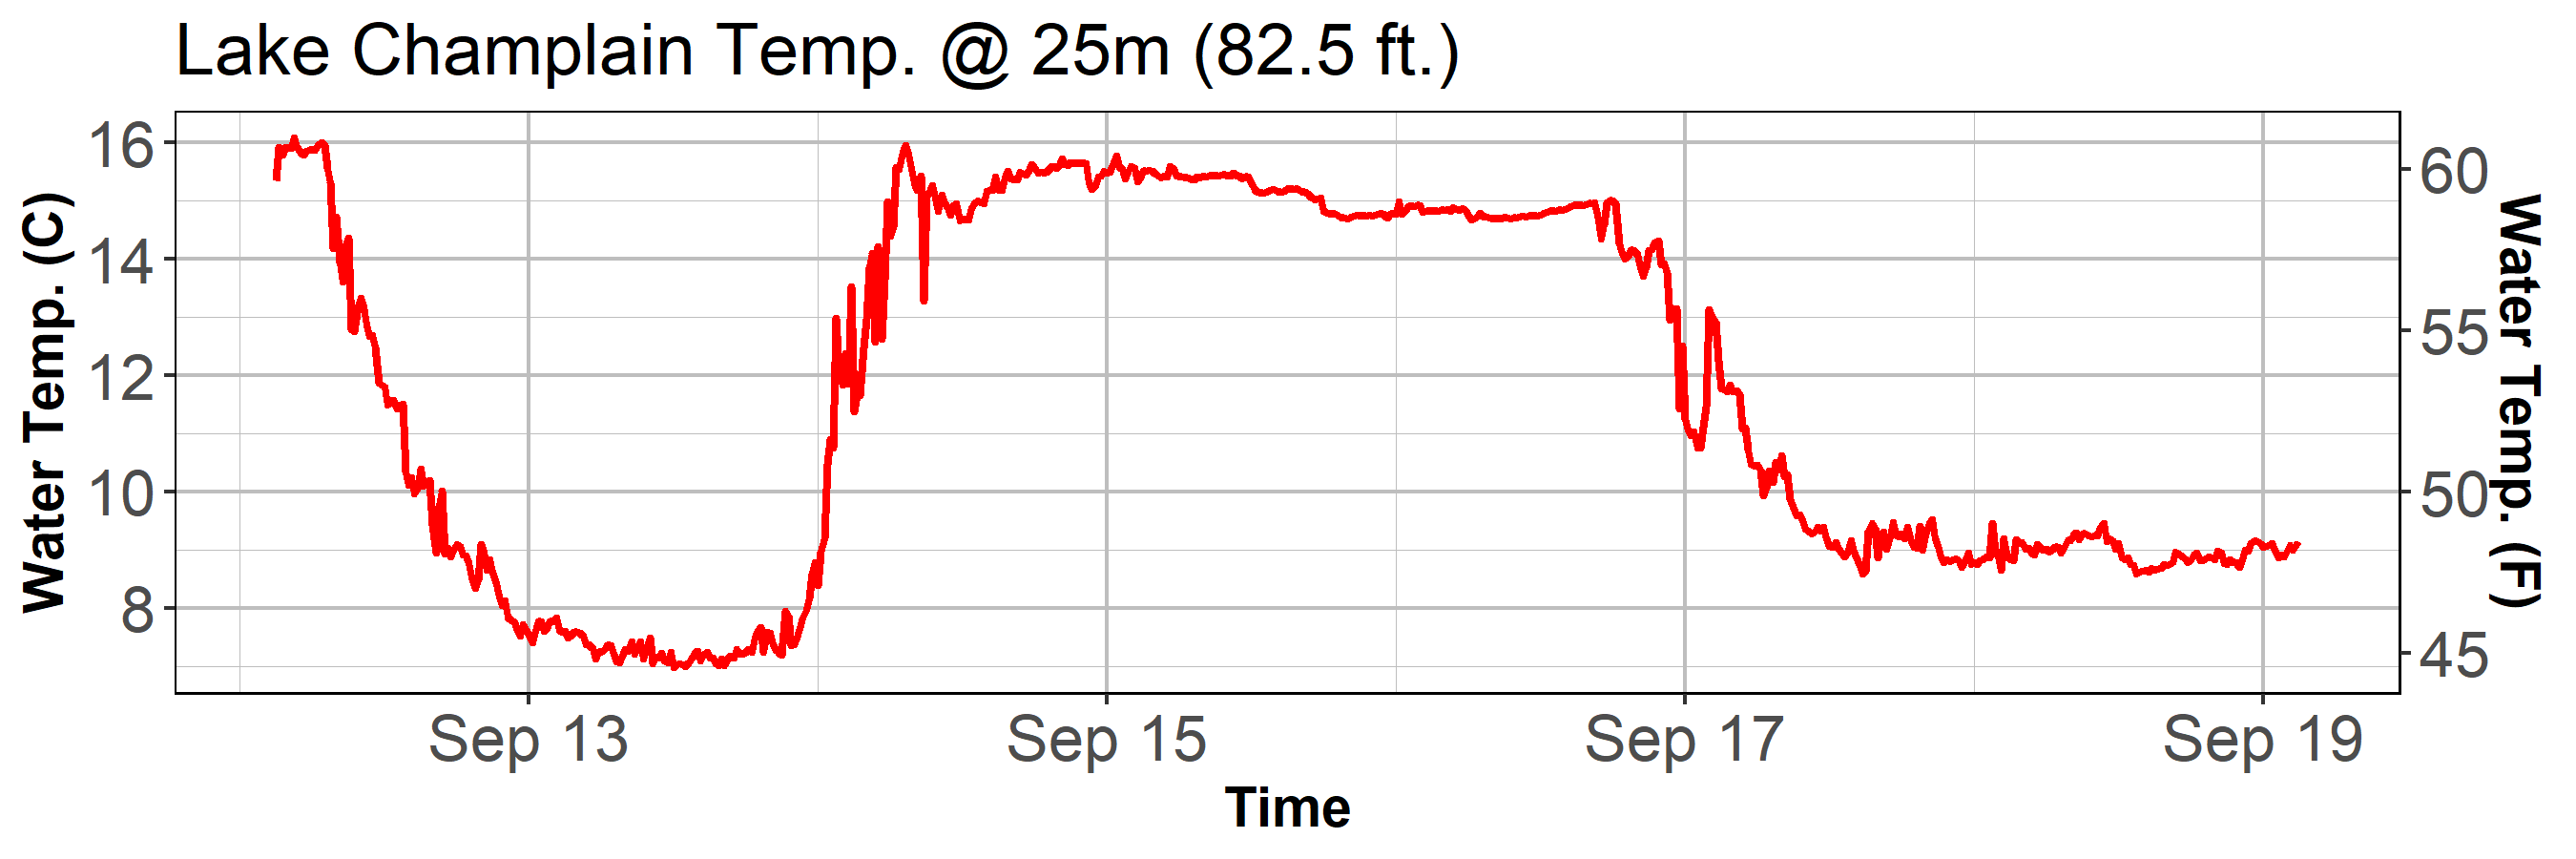 Lake Champlain Temp. @ 25m (82.5 ft.)
Water Temp. (C)
16
14
12
10
8
60
55
50
45
Water Temp. (F)
Sep 13 Sep 15 Sep 17 Sep 19
Time